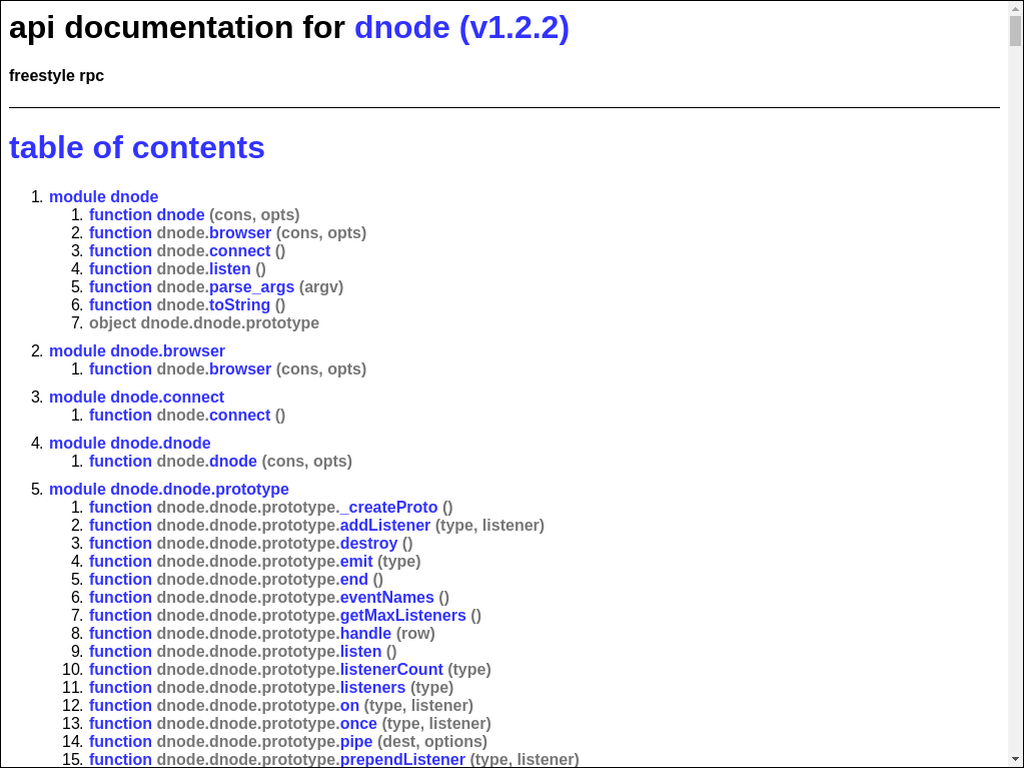 api documentation for dnode (v1.2.2)
freestyle rpc
table of contents
1. module dnode
1. function dnode (cons, opts)
2. function dnode.browser (cons, opts)
3. function dnode.connect ()
4. function dnode.listen ()
5. function dnode.parse_args (argv)
6. function dnode.toString ()
7. object dnode.dnode.prototype
2. module dnode.browser
1. function dnode.browser (cons, opts)
3. module dnode.connect
1. function dnode.connect ()
4. module dnode.dnode
1. function dnode.dnode (cons, opts)
5. module dnode.dnode.prototype
1. function dnode.dnode.prototype._createProto ()
2. function dnode.dnode.prototype.addListener (type, listener)
3. function dnode.dnode.prototype.destroy ()
4. function dnode.dnode.prototype.emit (type)
5. function dnode.dnode.prototype.end ()
6. function dnode.dnode.prototype.eventNames ()
7. function dnode.dnode.prototype.getMaxListeners ()
8. function dnode.dnode.prototype.handle (row)
9. function dnode.dnode.prototype.listen ()
10. function dnode.dnode.prototype.listenerCount (type)
11. function dnode.dnode.prototype.listeners (type)
12. function dnode.dnode.prototype.on (type, listener)
13. function dnode.dnode.prototype.once (type, listener)
14. function dnode.dnode.prototype.pipe (dest, options)
15. function dnode.dnode.prototype.prependListener (type, listener)